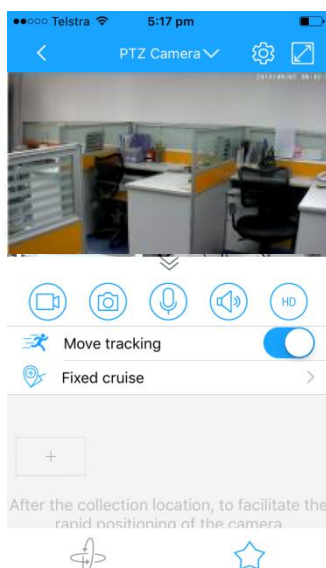 Telstra 5:17 pm
PTZ Camera
HD
Move tracking
Fixed cruise
After the collection location, to facilitate the
rapid positioning of the camera